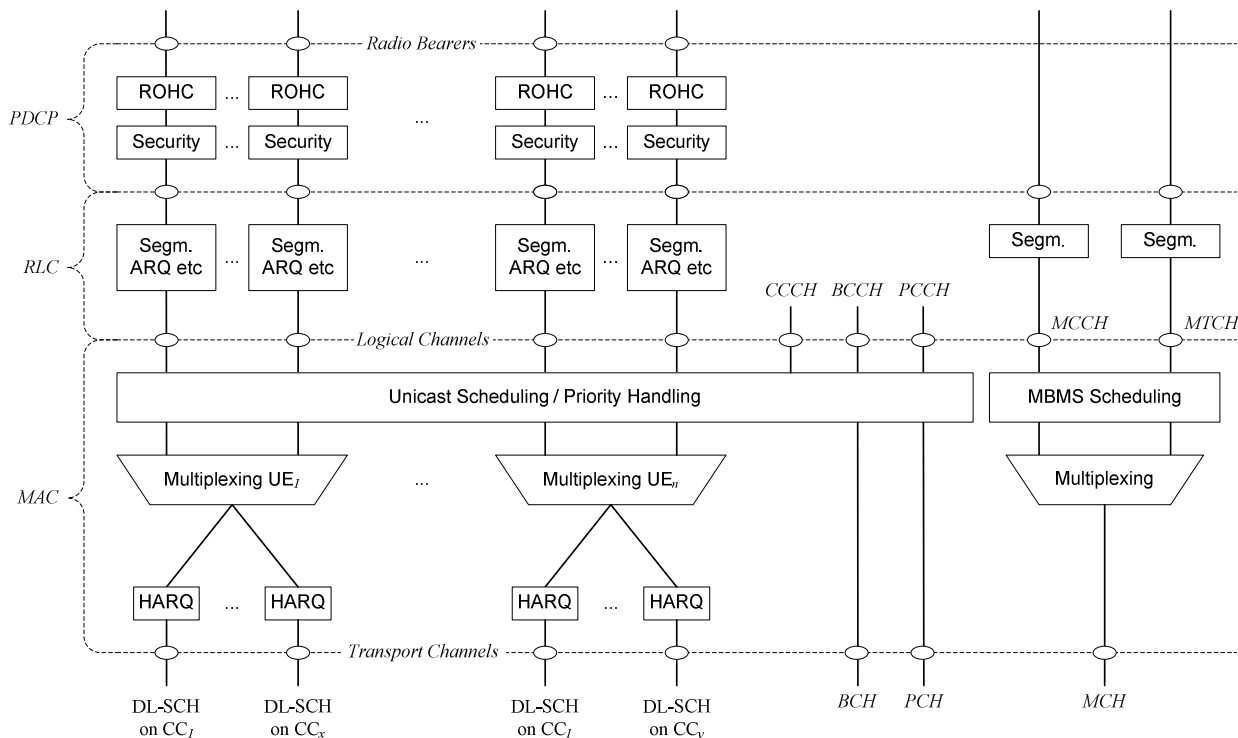 Radio Bearers
ROHC ... ROHC ROHC ... ROHC
PDCP ...
Security ... Security Security ... Security
Segm. Segm. Segm. Segm. Segm. Segm.
ARQ etc ... ARQ etc ... ARQ etc ... ARQ etc
RLC
CCCH BCCH PCCH
MCCH MTCH
Logical Channels
Unicast Scheduling / Priority Handling MBMS Scheduling
Multiplexing UE1 ... Multiplexing UEn Multiplexing
MAC
HARQ ... HARQ HARQ ... HARQ
Transport Channels
DL-SCH DL-SCH DL-SCH DL-SCH BCH PCH MCH
on CC1 on CCx on CC1 on CCy